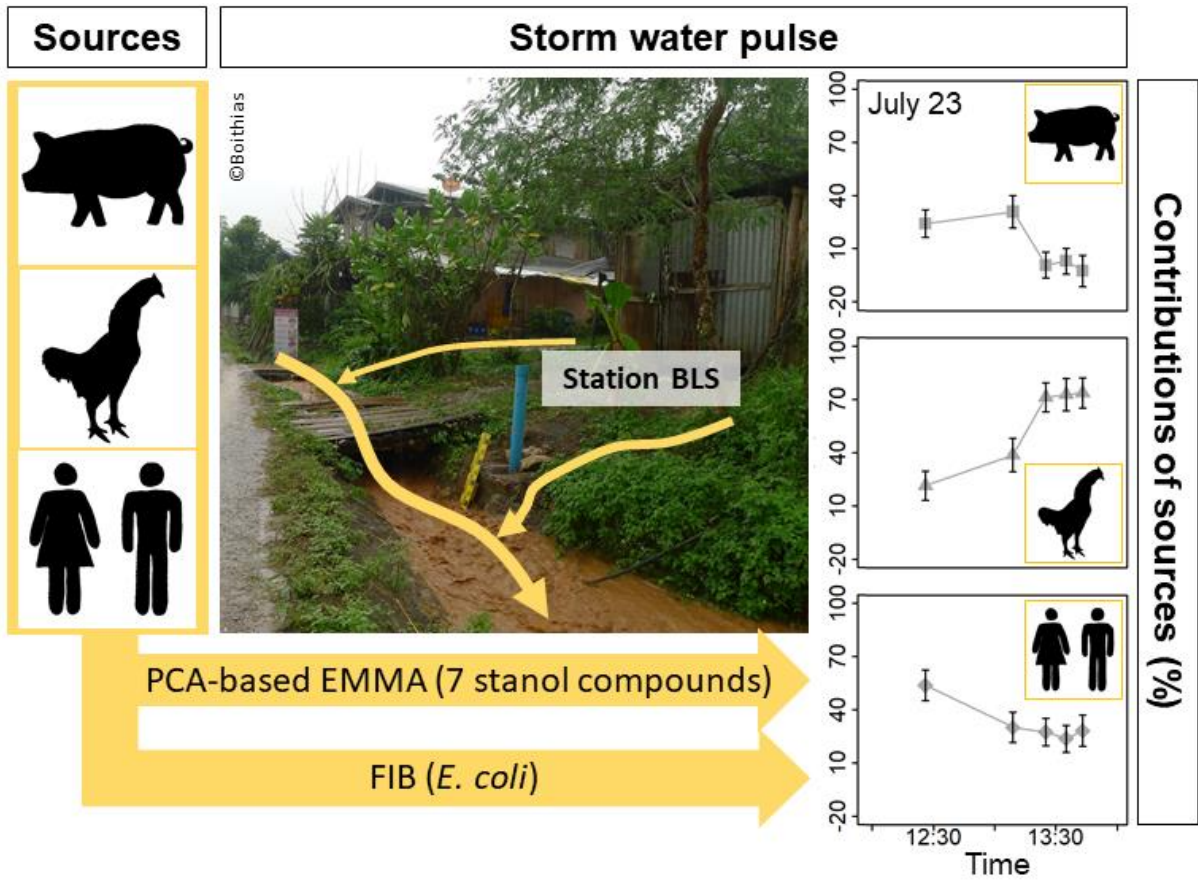 Sources
Storm water pulse
©Boithias
Station BLS
July 23
100
70
40
10
-20
100
70
40
10
-20
100
70
40
10
-20
12:30
13:30
Time
Contributions of sources (%)
PCA-based EMMA (7 stanol compounds)
FIB (E. coli)